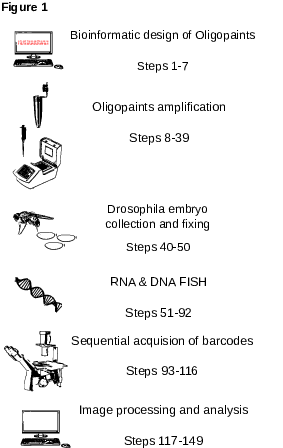 Figure 1
Bioinformatic design of Oligopaints
Steps 1-7
Oligopaints amplification
Steps 8-39
Drosophila embryo
collection and fixing
Steps 40-50
RNA & DNA FISH
Steps 51-92
Sequential acquision of barcodes
Steps 93-116
Image processing and analysis
Steps 117-149